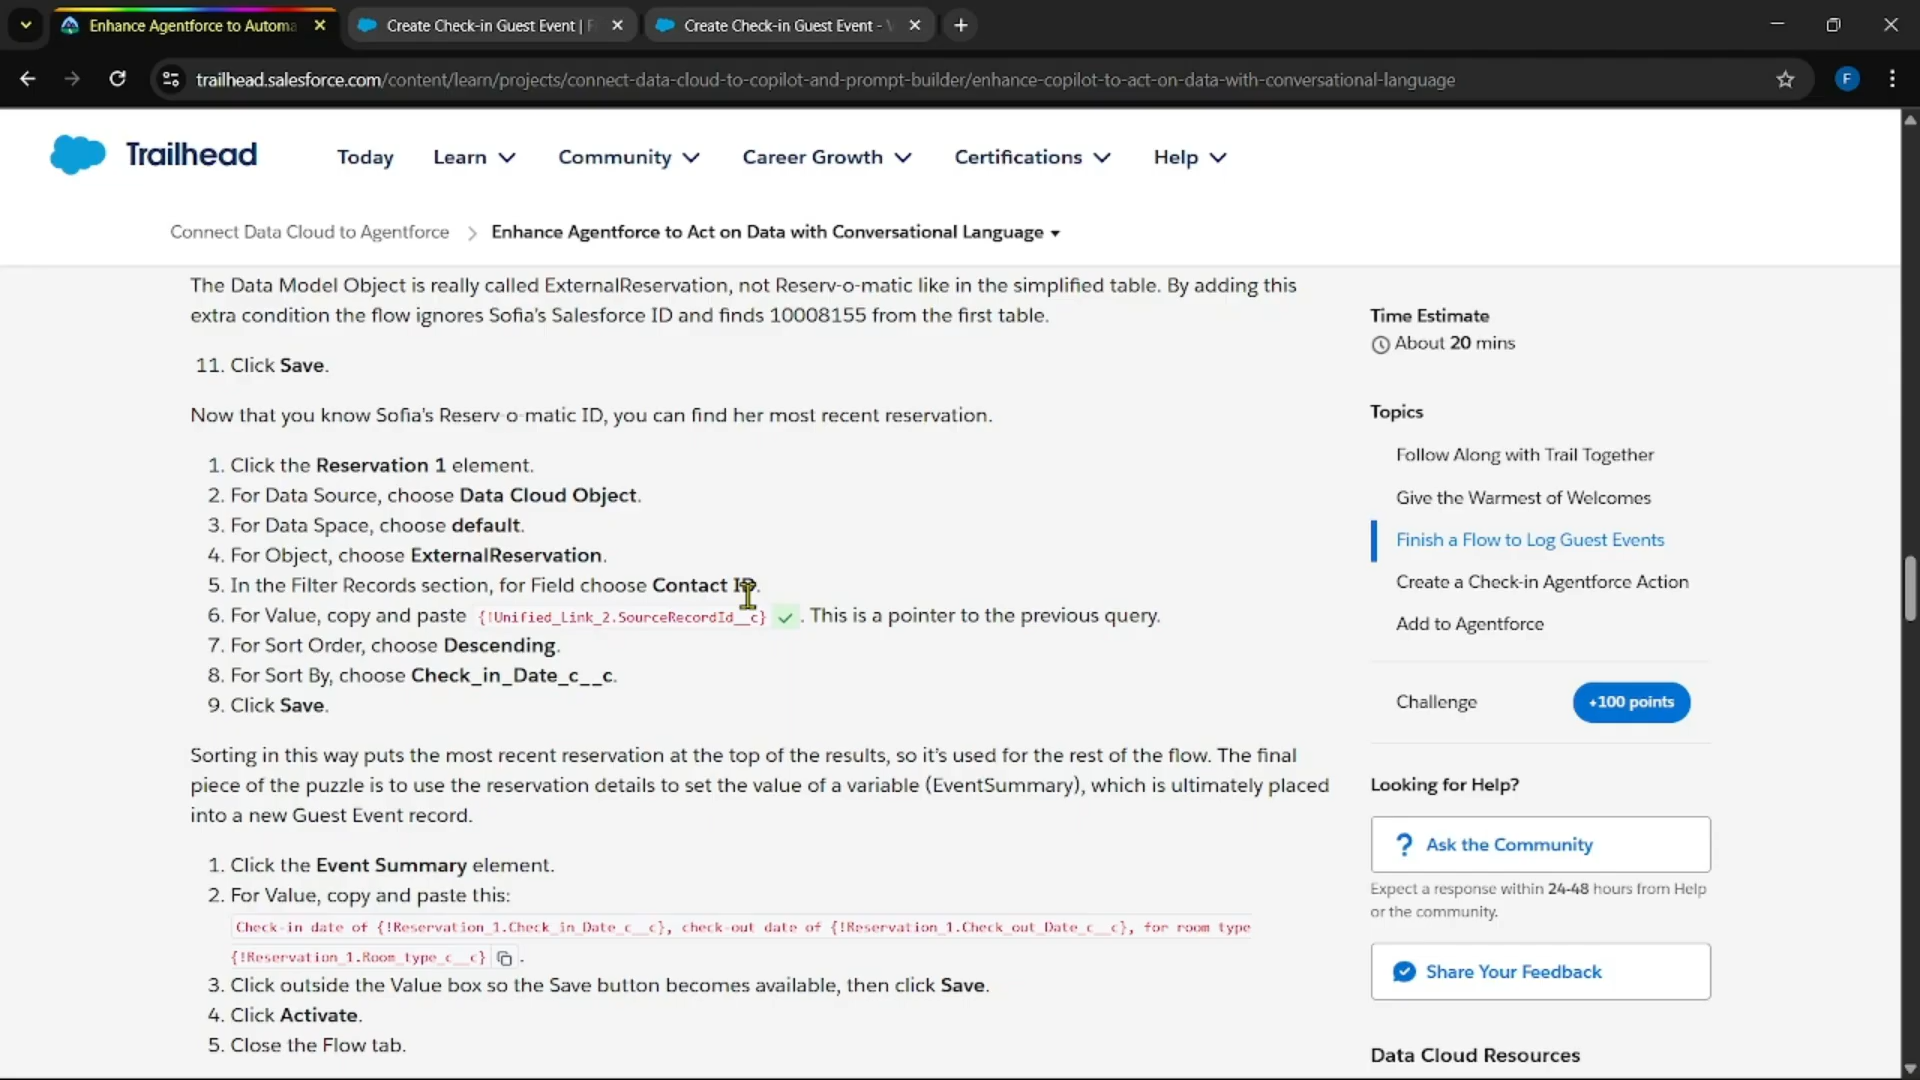 Enhance Agentforce to Automa
Create Check-in Guest Event |
Create Check-in Guest Event -
trailhead.salesforce.com/content/learn/projects/connect-data-cloud-to-copilot-and-prompt-builder/enhance-copilot-to-act-on-data-with-conversational-language
F
Trailhead
Today
Learn
Community
Career Growth
Certifications
Help
Connect Data Cloud to Agentforce > Enhance Agentforce to Act on Data with Conversational Language
The Data Model Object is really called ExternalReservation, not Reserv-o-matic like in the simplified table. By adding this
extra condition the flow ignores Sofia's Salesforce ID and finds 10008155 from the first table.
11. Click Save.
Now that you know Sofia's Reserv-o-matic ID, you can find her most recent reservation.
1. Click the Reservation 1 element.
2. For Data Source, choose Data Cloud Object.
3. For Data Space, choose default.
4. For Object, choose ExternalReservation.
5. In the Filter Records section, for Field choose Contact ID.
6. For Value, copy and paste {!Unified_Link_2.SourceRecordId__c} . This is a pointer to the previous query.
7. For Sort Order, choose Descending.
8. For Sort By, choose Check_in_Date_c__c.
9. Click Save.
Sorting in this way puts the most recent reservation at the top of the results, so it's used for the rest of the flow. The final
piece of the puzzle is to use the reservation details to set the value of a variable (EventSummary), which is ultimately placed
into a new Guest Event record.
1. Click the Event Summary element.
2. For Value, copy and paste this:
Check-in date of {!Reservation_1.Check_in_Date_c__c}, check-out date of {!Reservation_1.Check_out_Date_c__c}, for room type
{!Reservation_1.Room_type_c__c} .
3. Click outside the Value box so the Save button becomes available, then click Save.
4. Click Activate.
5. Close the Flow tab.
Time Estimate
About 20 mins
Topics
Follow Along with Trail Together
Give the Warmest of Welcomes
Finish a Flow to Log Guest Events
Create a Check-in Agentforce Action
Add to Agentforce
Challenge
+100 points
Looking for Help?
Ask the Community
Expect a response within 24-48 hours from Help
or the community.
Share Your Feedback
Data Cloud Resources